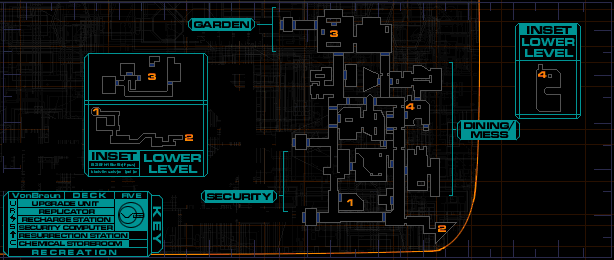 GARDEN
3
INSET
LOWER
LEVEL
4
3
1
2
INSET
LOWER
LEVEL
4
DINING/
MESS
SECURITY
1
2
VonBraun DECK FIVE
U UPGRADE UNIT
R REPLICATOR
RECHARGE STATION
S SECURITY COMPUTER
RESURRECTION STATION
C CHEMICAL STOREROOM
RECREATION
KEY